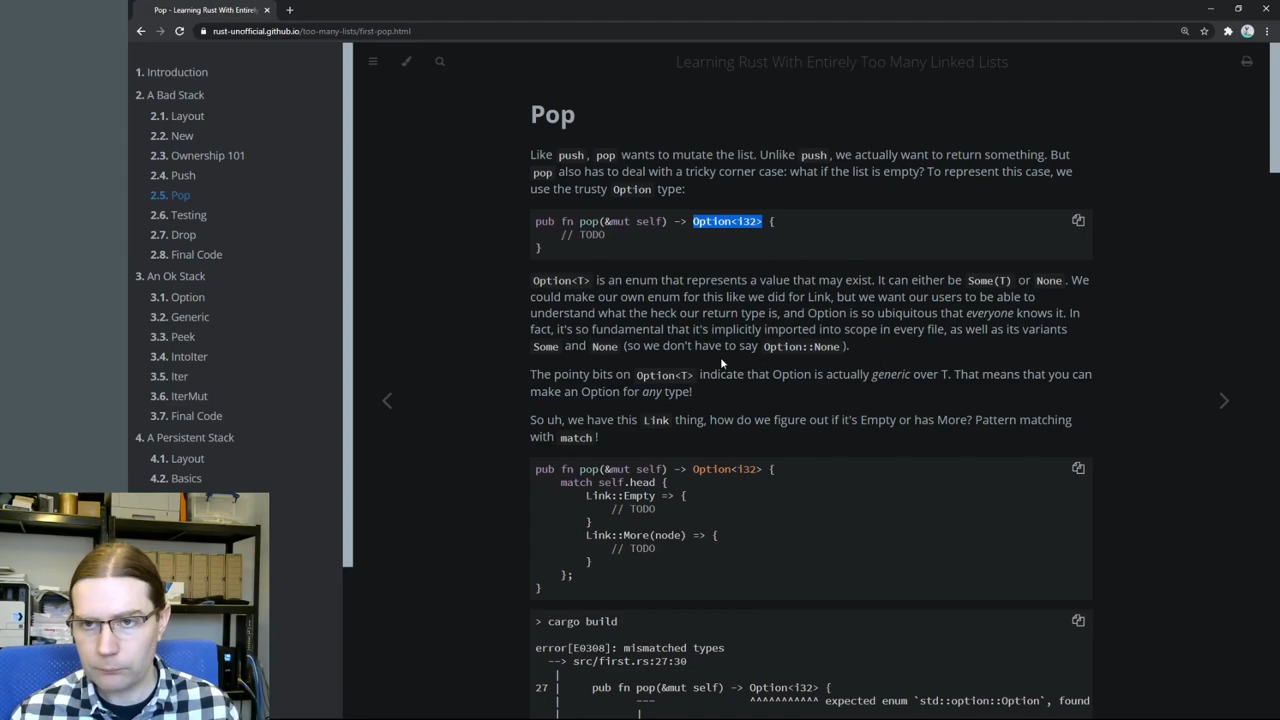 Pop - Learning Rust With Entirely
rust-unofficial.github.io/too-many-lists/first-pop.html
1. Introduction
2. A Bad Stack
2.1. Layout
2.2. New
2.3. Ownership 101
2.4. Push
2.5. Pop
2.6. Testing
2.7. Drop
2.8. Final Code
3. An Ok Stack
3.1. Option
3.2. Generic
3.3. Peek
3.4. IntoIter
3.5. Iter
3.6. IterMut
3.7. Final Code
4. A Persistent Stack
4.1. Layout
4.2. Basics
Learning Rust With Entirely Too Many Linked Lists
Pop
Like push, pop wants to mutate the list. Unlike push, we actually want to return something. But
pop also has to deal with a tricky corner case: what if the list is empty? To represent this case, we
use the trusty Option type:
pub fn pop(&mut self) -> Option<i32> {
// TODO
}
Option<T> is an enum that represents a value that may exist. It can either be Some(T) or None. We
could make our own enum for this like we did for Link, but we want our users to be able to
understand what the heck our return type is, and Option is so ubiquitous that everyone knows it. In
fact, it's so fundamental that it's implicitly imported into scope in every file, as well as its variants
Some and None (so we don't have to say Option::None).
The pointy bits on Option<T> indicate that Option is actually generic over T. That means that you can
make an Option for any type!
So uh, we have this Link thing, how do we figure out if it's Empty or has More? Pattern matching
with match!
pub fn pop(&mut self) -> Option<i32> {
match self.head {
Link::Empty => {
// TODO
}
Link::More(node) => {
// TODO
}
};
}
> cargo build
error[E0308]: mismatched types
--> src/first.rs:27:30
|
27 | pub fn pop(&mut self) -> Option<i32> {
| --- ^^^^^^^^^^^ expected enum `std::option::Option`, found
|